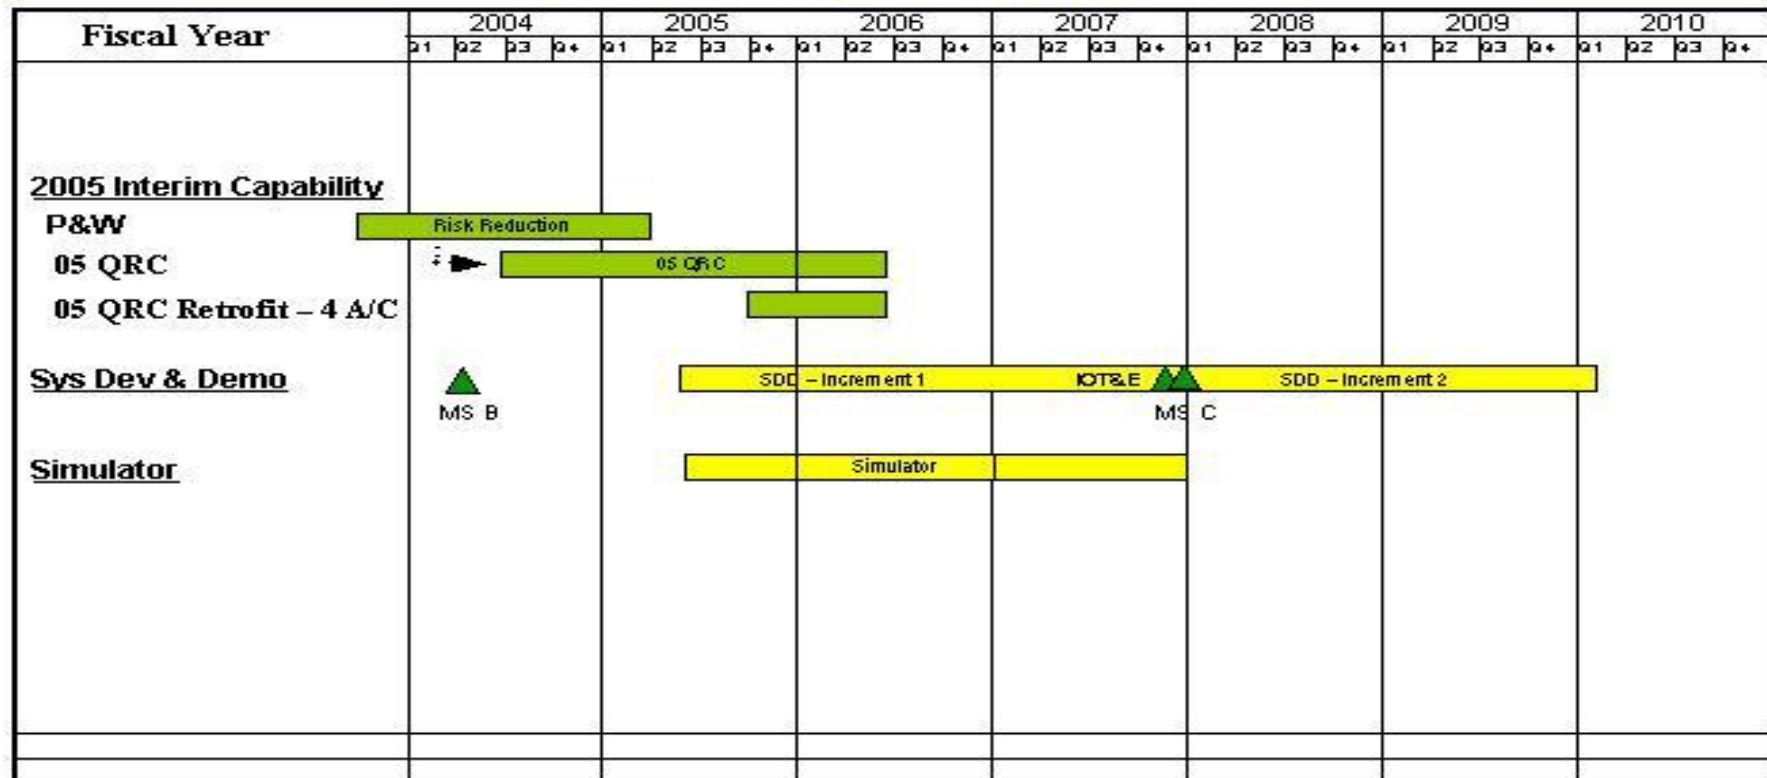 Fiscal Year
2004 2005 2006 2007 2008 2009 2010
Q1 Q2 Q3 Q4 Q1 Q2 Q3 Q4 Q1 Q2 Q3 Q4 Q1 Q2 Q3 Q4 Q1 Q2 Q3 Q4 Q1 Q2 Q3 Q4 Q1 Q2 Q3 Q4
2005 Interim Capability
P&W Risk Reduction
05 QRC 05 QRC
05 QRC Retrofit – 4 A/C
Sys Dev & Demo SDD – Increment 1 IOT&E SDD – Increment 2
MS B MS C
Simulator Simulator